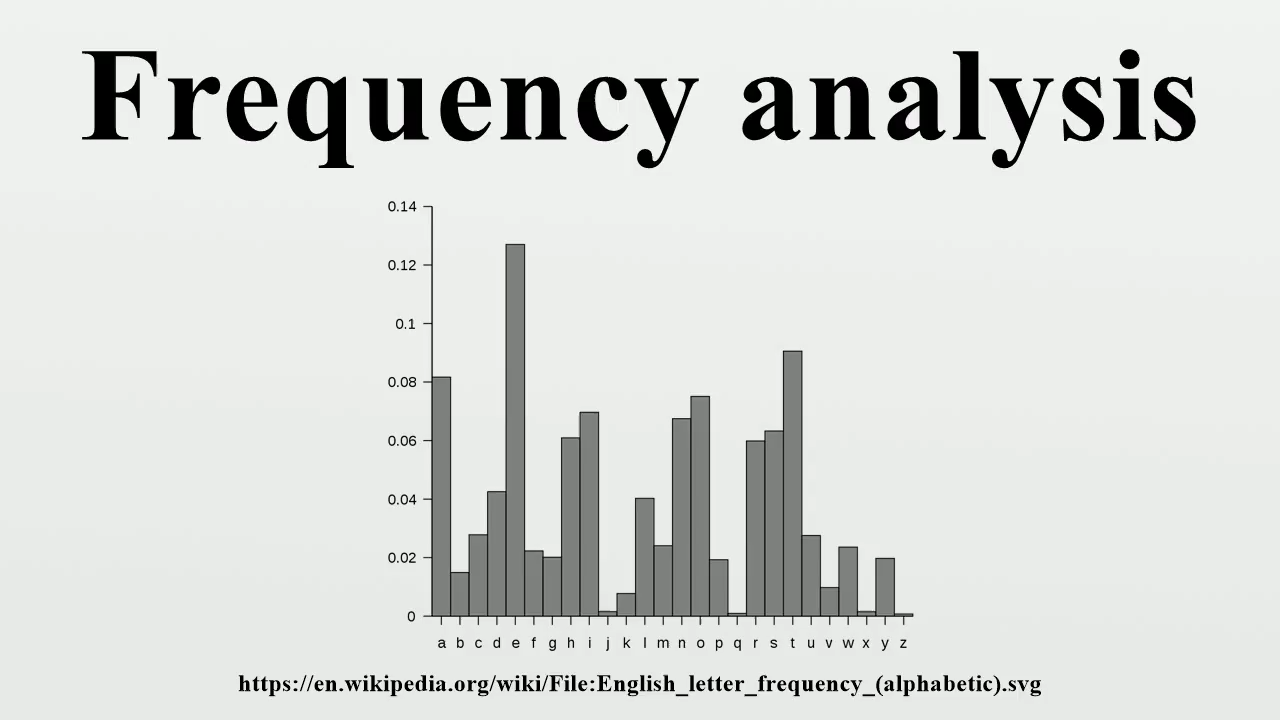 Frequency analysis
0.14
0.12
0.1
0.08
0.06
0.04
0.02
0
a b c d e f g h i j k l m n o p q r s t u v w x y z
https://en.wikipedia.org/wiki/File:English_letter_frequency_(alphabetic).svg